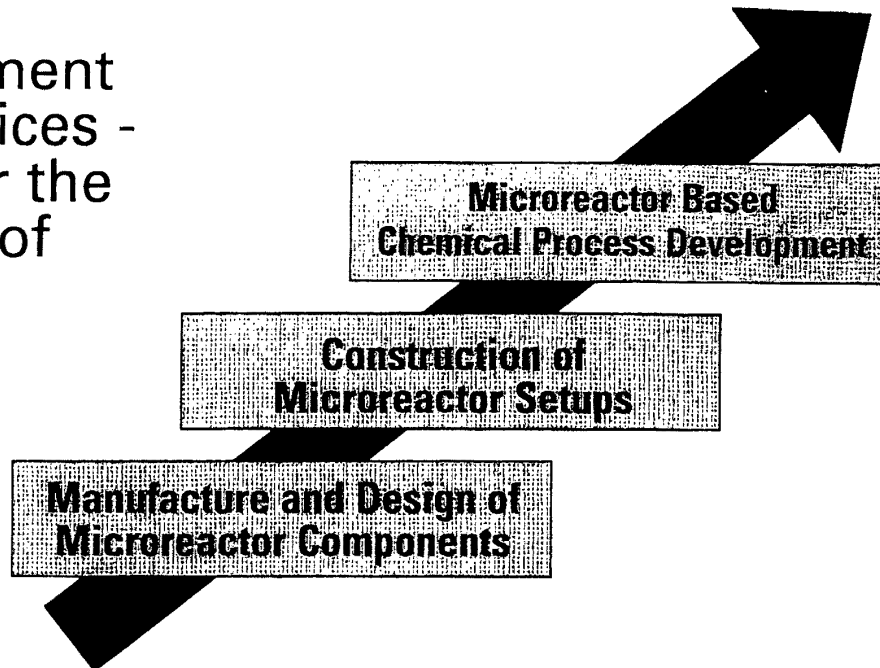 ment
ices -
r the
of
Microreactor Based
Chemical Process Development
Construction of
Microreactor Setups
Manufacture and Design of
Microreactor Components